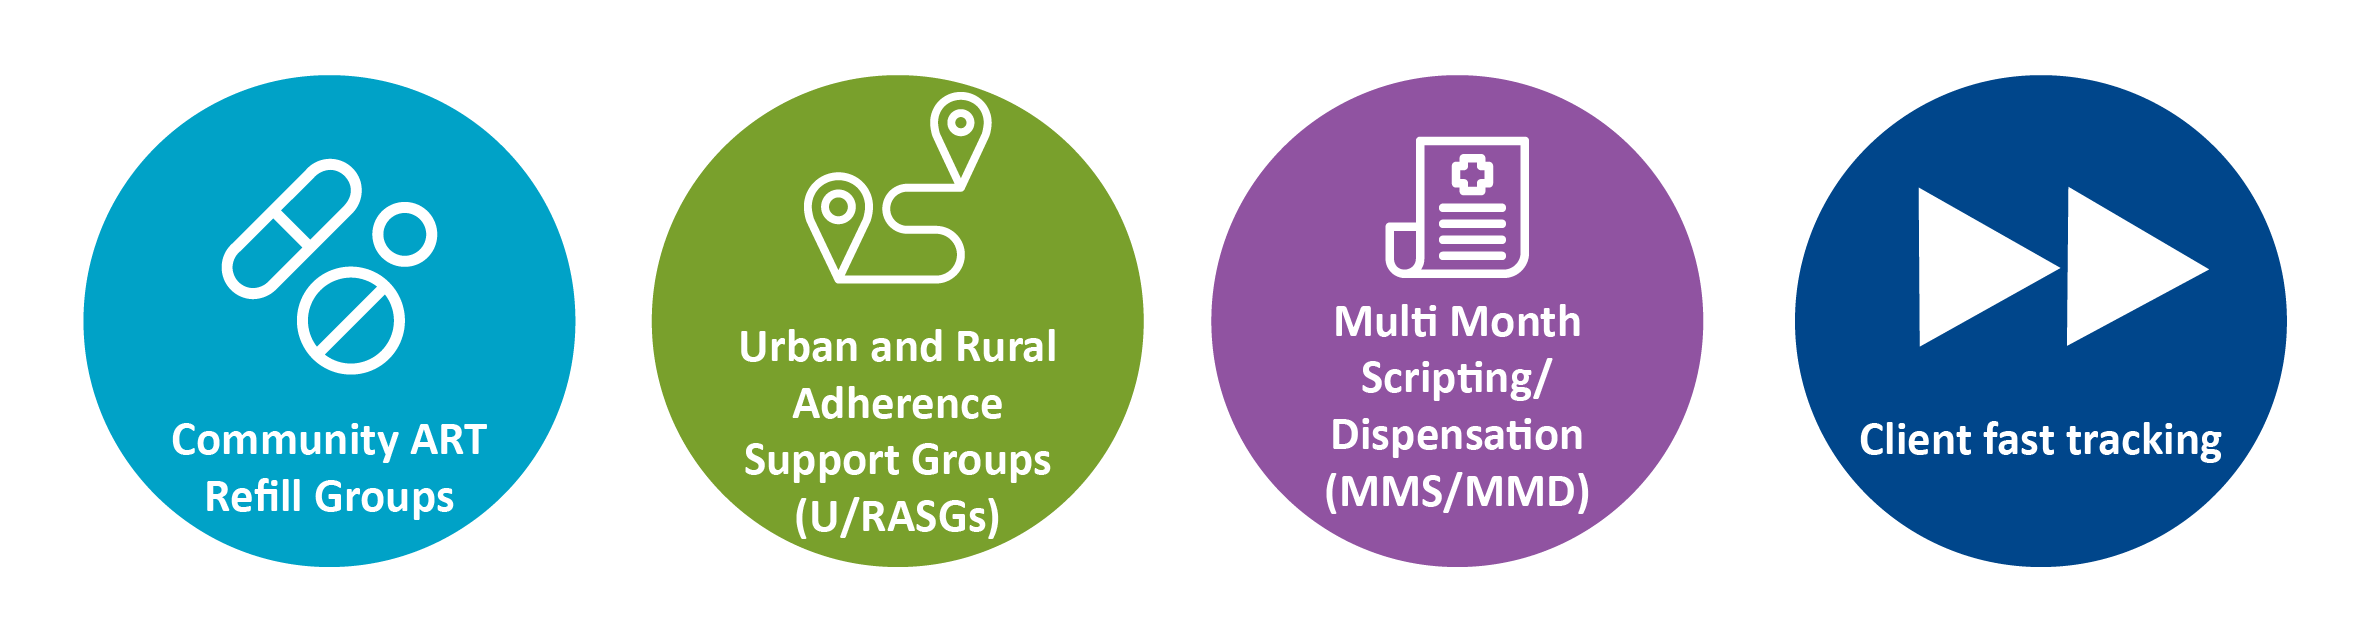 Community ART
Refill Groups
Urban and Rural
Adherence
Support Groups
(U/RASGs)
Multi Month
Scripting/
Dispensation
(MMS/MMD)
Client fast tracking